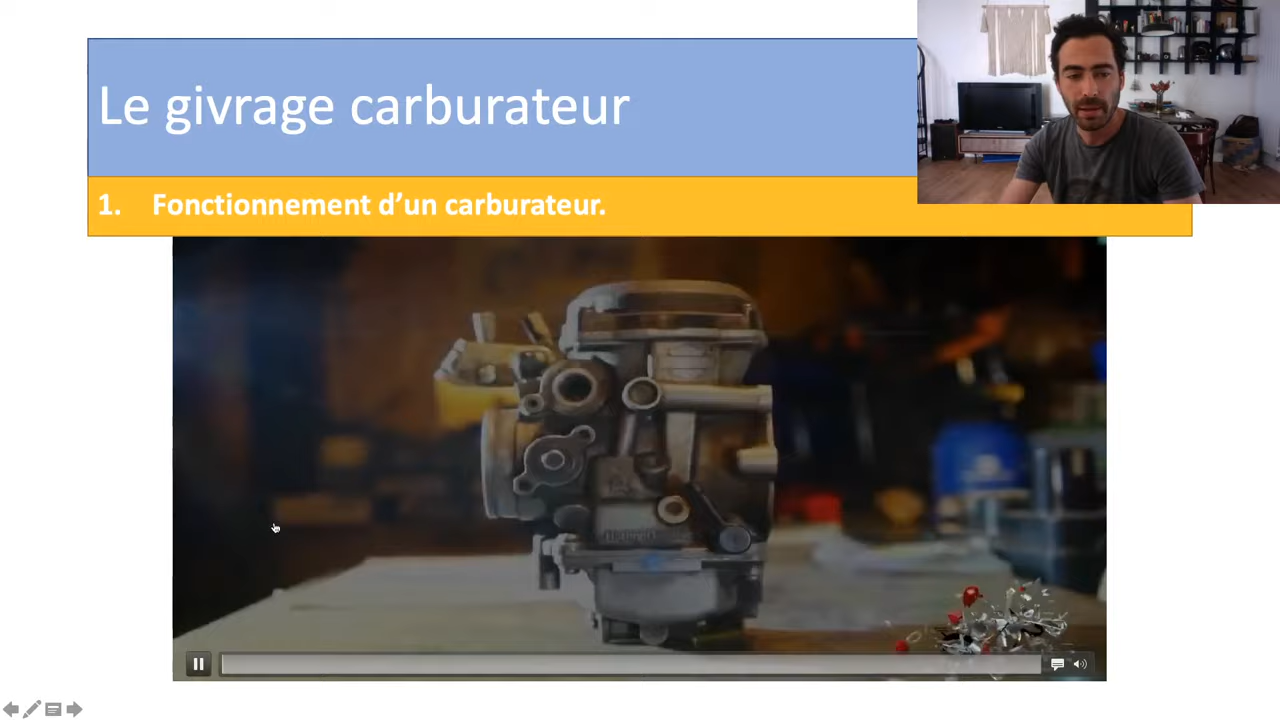 Le givrage carburateur
1. Fonctionnement d’un carburateur.